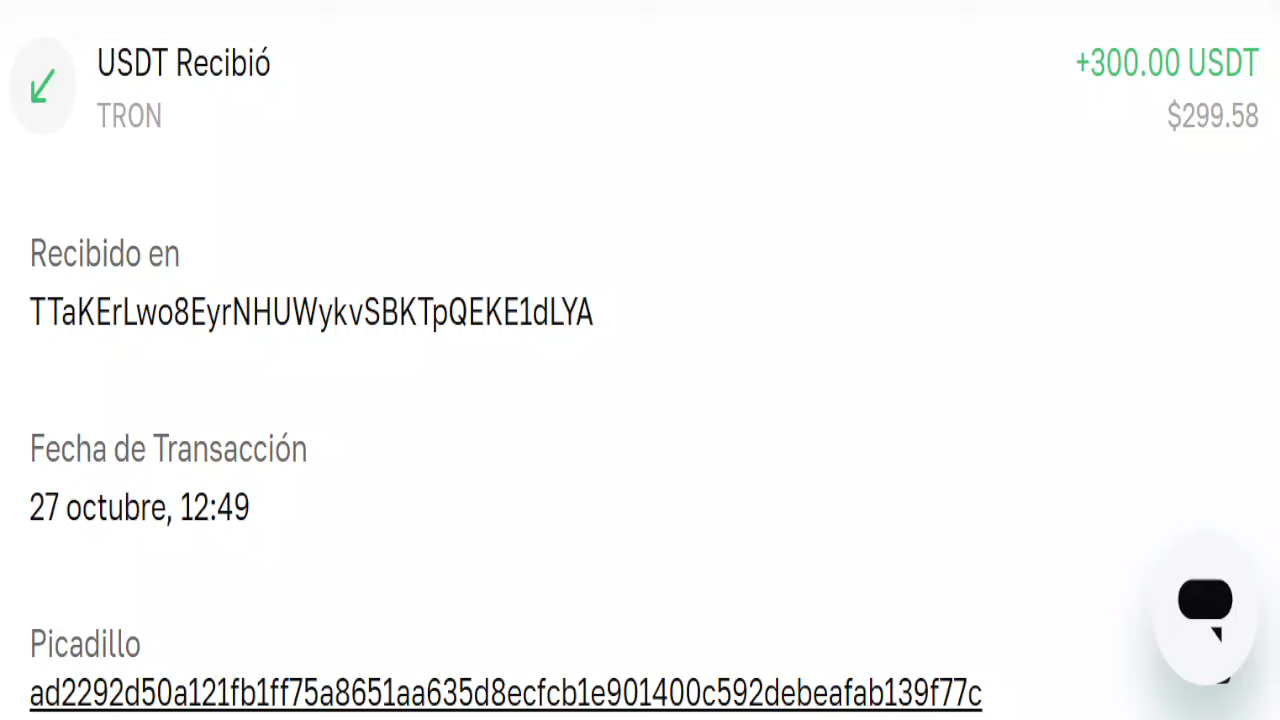 USDT Recibió
+300.00 USDT
TRON
$299.58
Recibido en
TTaKErLwo8EyrNHUWykvSBKTpQEKE1dLYA
Fecha de Transacción
27 octubre, 12:49
Picadillo
ad2292d50a121fb1ff75a8651aa635d8ecfcb1e901400c592debeafab139f77c